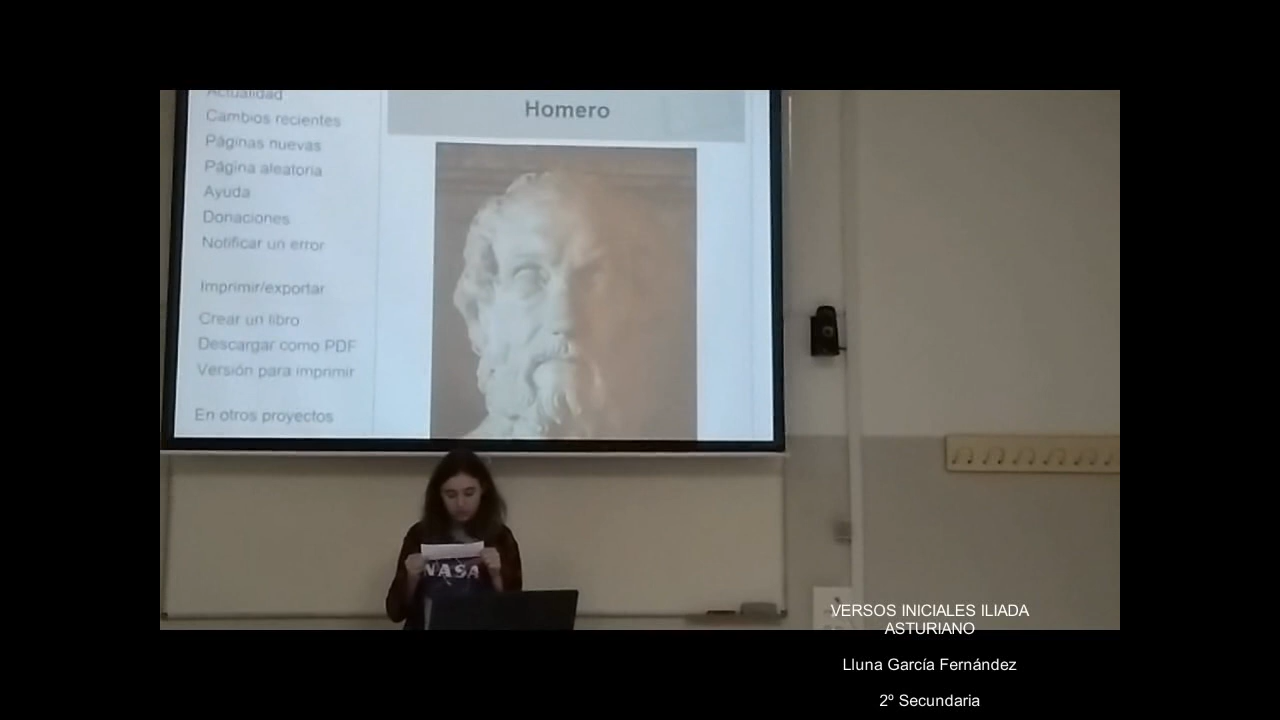 Actualidad
Cambios recientes
Páginas nuevas
Página aleatoria
Ayuda
Donaciones
Notificar un error
Imprimir/exportar
Crear un libro
Descargar como PDF
Versión para imprimir
En otros proyectos
Homero
NASA
VERSOS INICIALES ILIADA
ASTURIANO
Lluna García Fernández
2º Secundaria